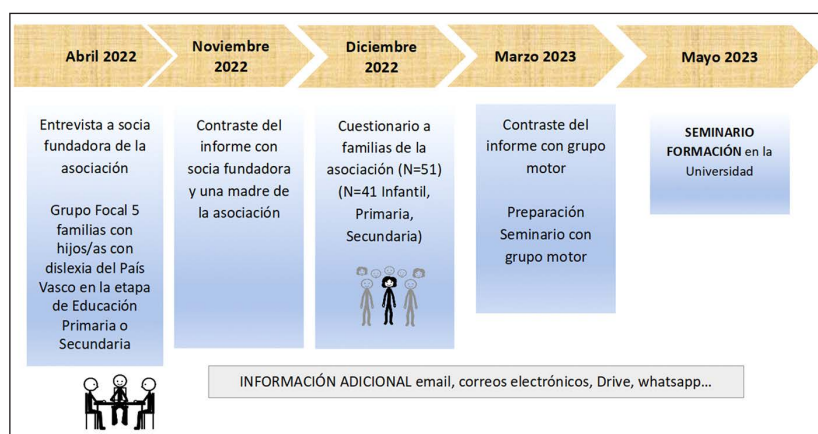 Abril 2022
Noviembre
2022
Diciembre
2022
Marzo 2023
Mayo 2023
Entrevista a socia
fundadora de la
asociación
Grupo Focal 5
familias con
hijos/as con
dislexia del País
Vasco en la etapa
de Educación
Primaria o
Secundaria
Contraste del
informe con
socia fundadora
y una madre de
la asociación
Cuestionario a
familias de la
asociación (N=51)
(N=41 Infantil,
Primaria,
Secundaria)
Contraste del
informe con grupo
motor
Preparación
Seminario con
grupo motor
SEMINARIO
FORMACIÓN en la
Universidad
INFORMACIÓN ADICIONAL email, correos electrónicos, Drive, whatsapp...